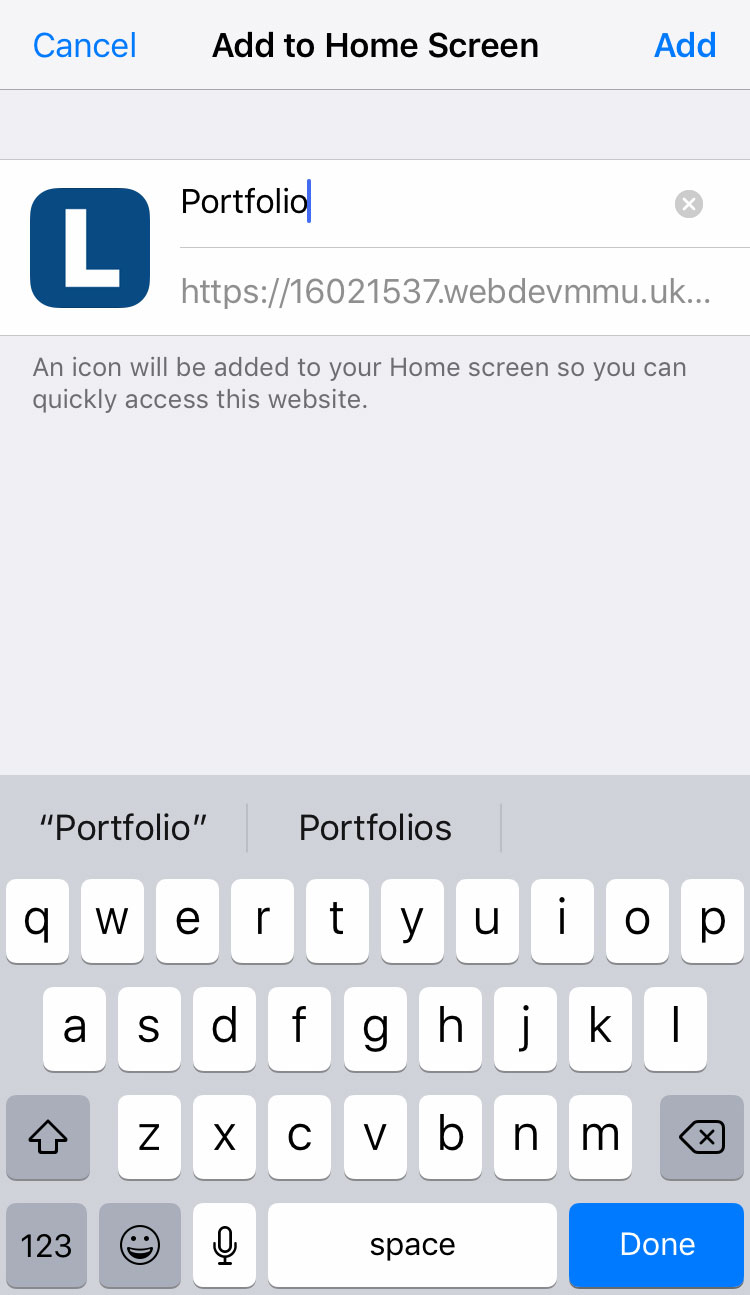 Cancel Add to Home Screen Add
L
Portfolio
https://16021537.webdevmmu.uk...
An icon will be added to your Home screen so you can
quickly access this website.
“Portfolio” Portfolios
q w e r t y u i o p
a s d f g h j k l
z x c v b n m
123 space Done